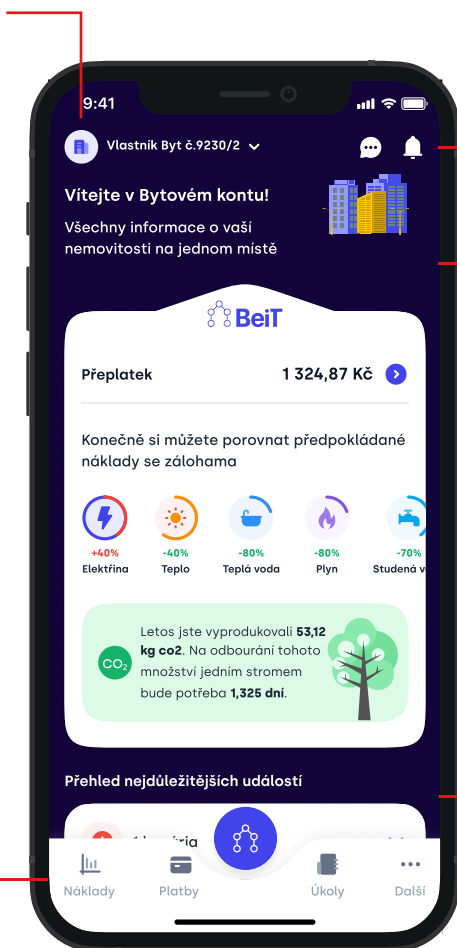 9:41
Vlastník Byt č.9230/2
Vítejte v Bytovém kontu!
Všechny informace o vaší
nemovitosti na jednom místě
BeiT
Přeplatek 1 324,87 Kč
Konečně si můžete porovnat předpokládané
náklady se zálohama
+40% -40% -80% -80% -70%
Elektřina Teplo Teplá voda Plyn Studená
CO₂
Letos jste vyprodukovali 53,12
kg co2. Na odbourání tohoto
množství jedním stromem
bude potřeba 1,325 dní.
Přehled nejdůležitějších událostí
Náklady Platby Úkoly Další